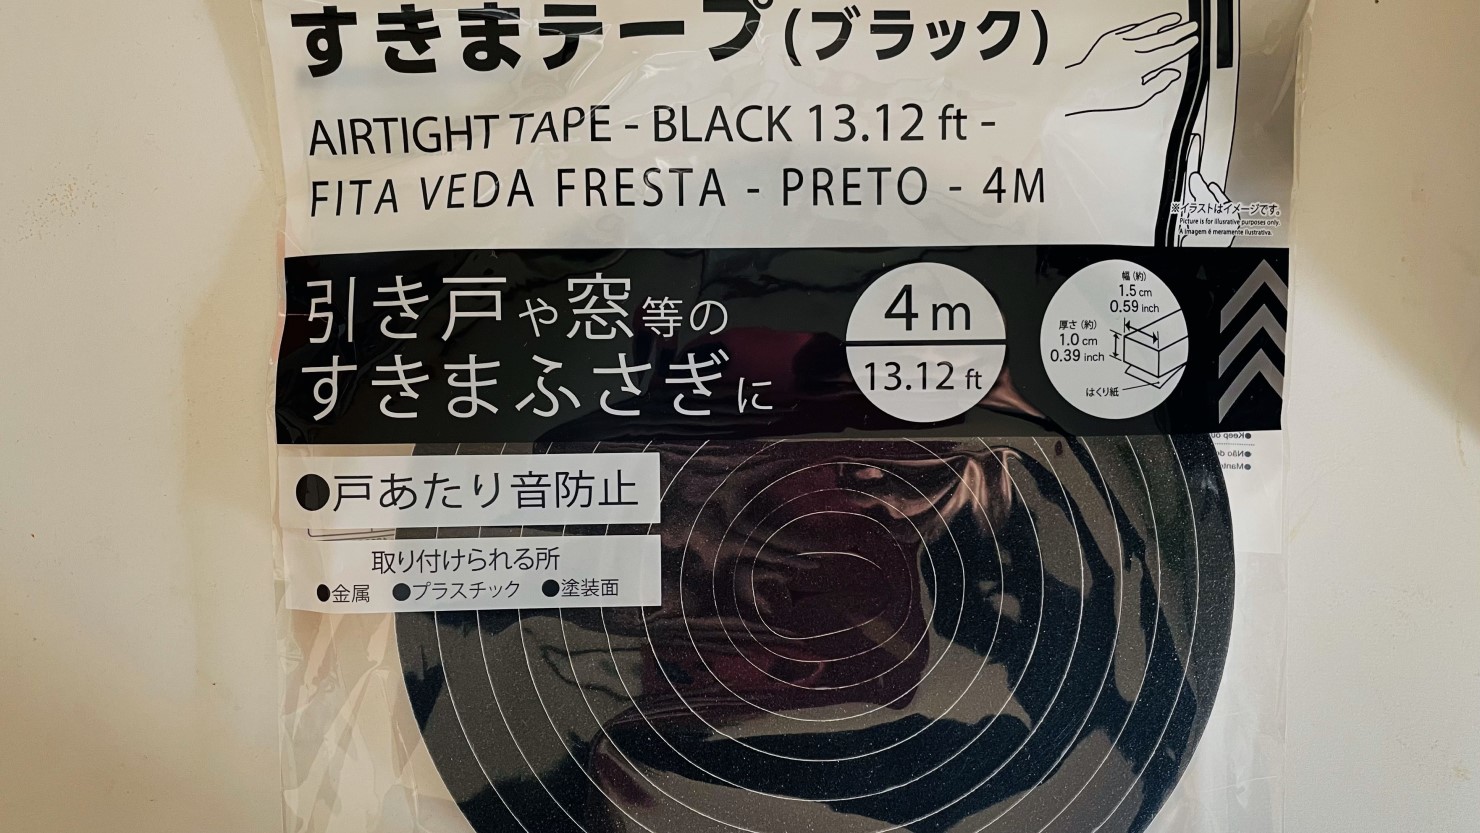 すきまテープ(ブラック)
AIRTIGHT TAPE - BLACK 13.12 ft -
FITA VEDA FRESTA - PRETO - 4M
※イラストはイメージです。
Picture is for illusrative purposes only.
A imagem é meramente ilustrativa.
引き戸や窓等の
すきまふさぎに
4m
13.12 ft
幅(約)
1.5 cm
0.59 inch
厚さ(約)
1.0 cm
0.39 inch
はくり紙
●戸あたり音防止
取り付けられる所
●金属 ●プラスチック ●塗装面